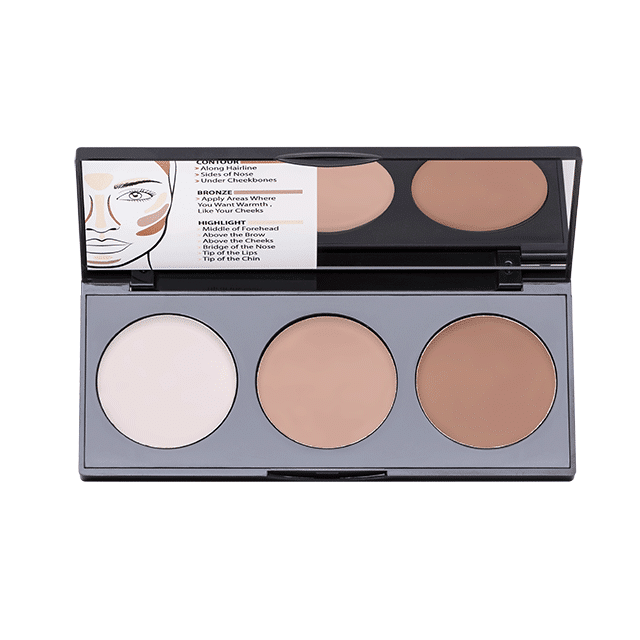 CONTOUR
> Along Hairline
> Sides of Nose
> Under Cheekbones
BRONZE
> Apply Areas Where
You Want Warmth ,
Like Your Cheeks
HIGHLIGHT
Middle of Forehead
Above the Brow
Above the Cheeks
Bridge of the Nose
Tip of the Lips
Tip of the Chin